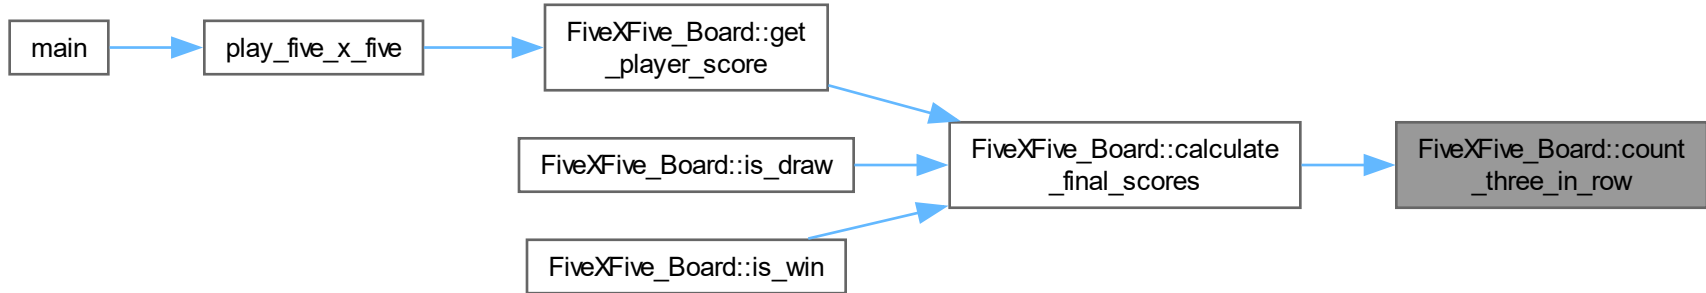 main
play_five_x_five
FiveXFive_Board::get
_player_score
FiveXFive_Board::is_draw
FiveXFive_Board::is_win
FiveXFive_Board::calculate
_final_scores
FiveXFive_Board::count
_three_in_row